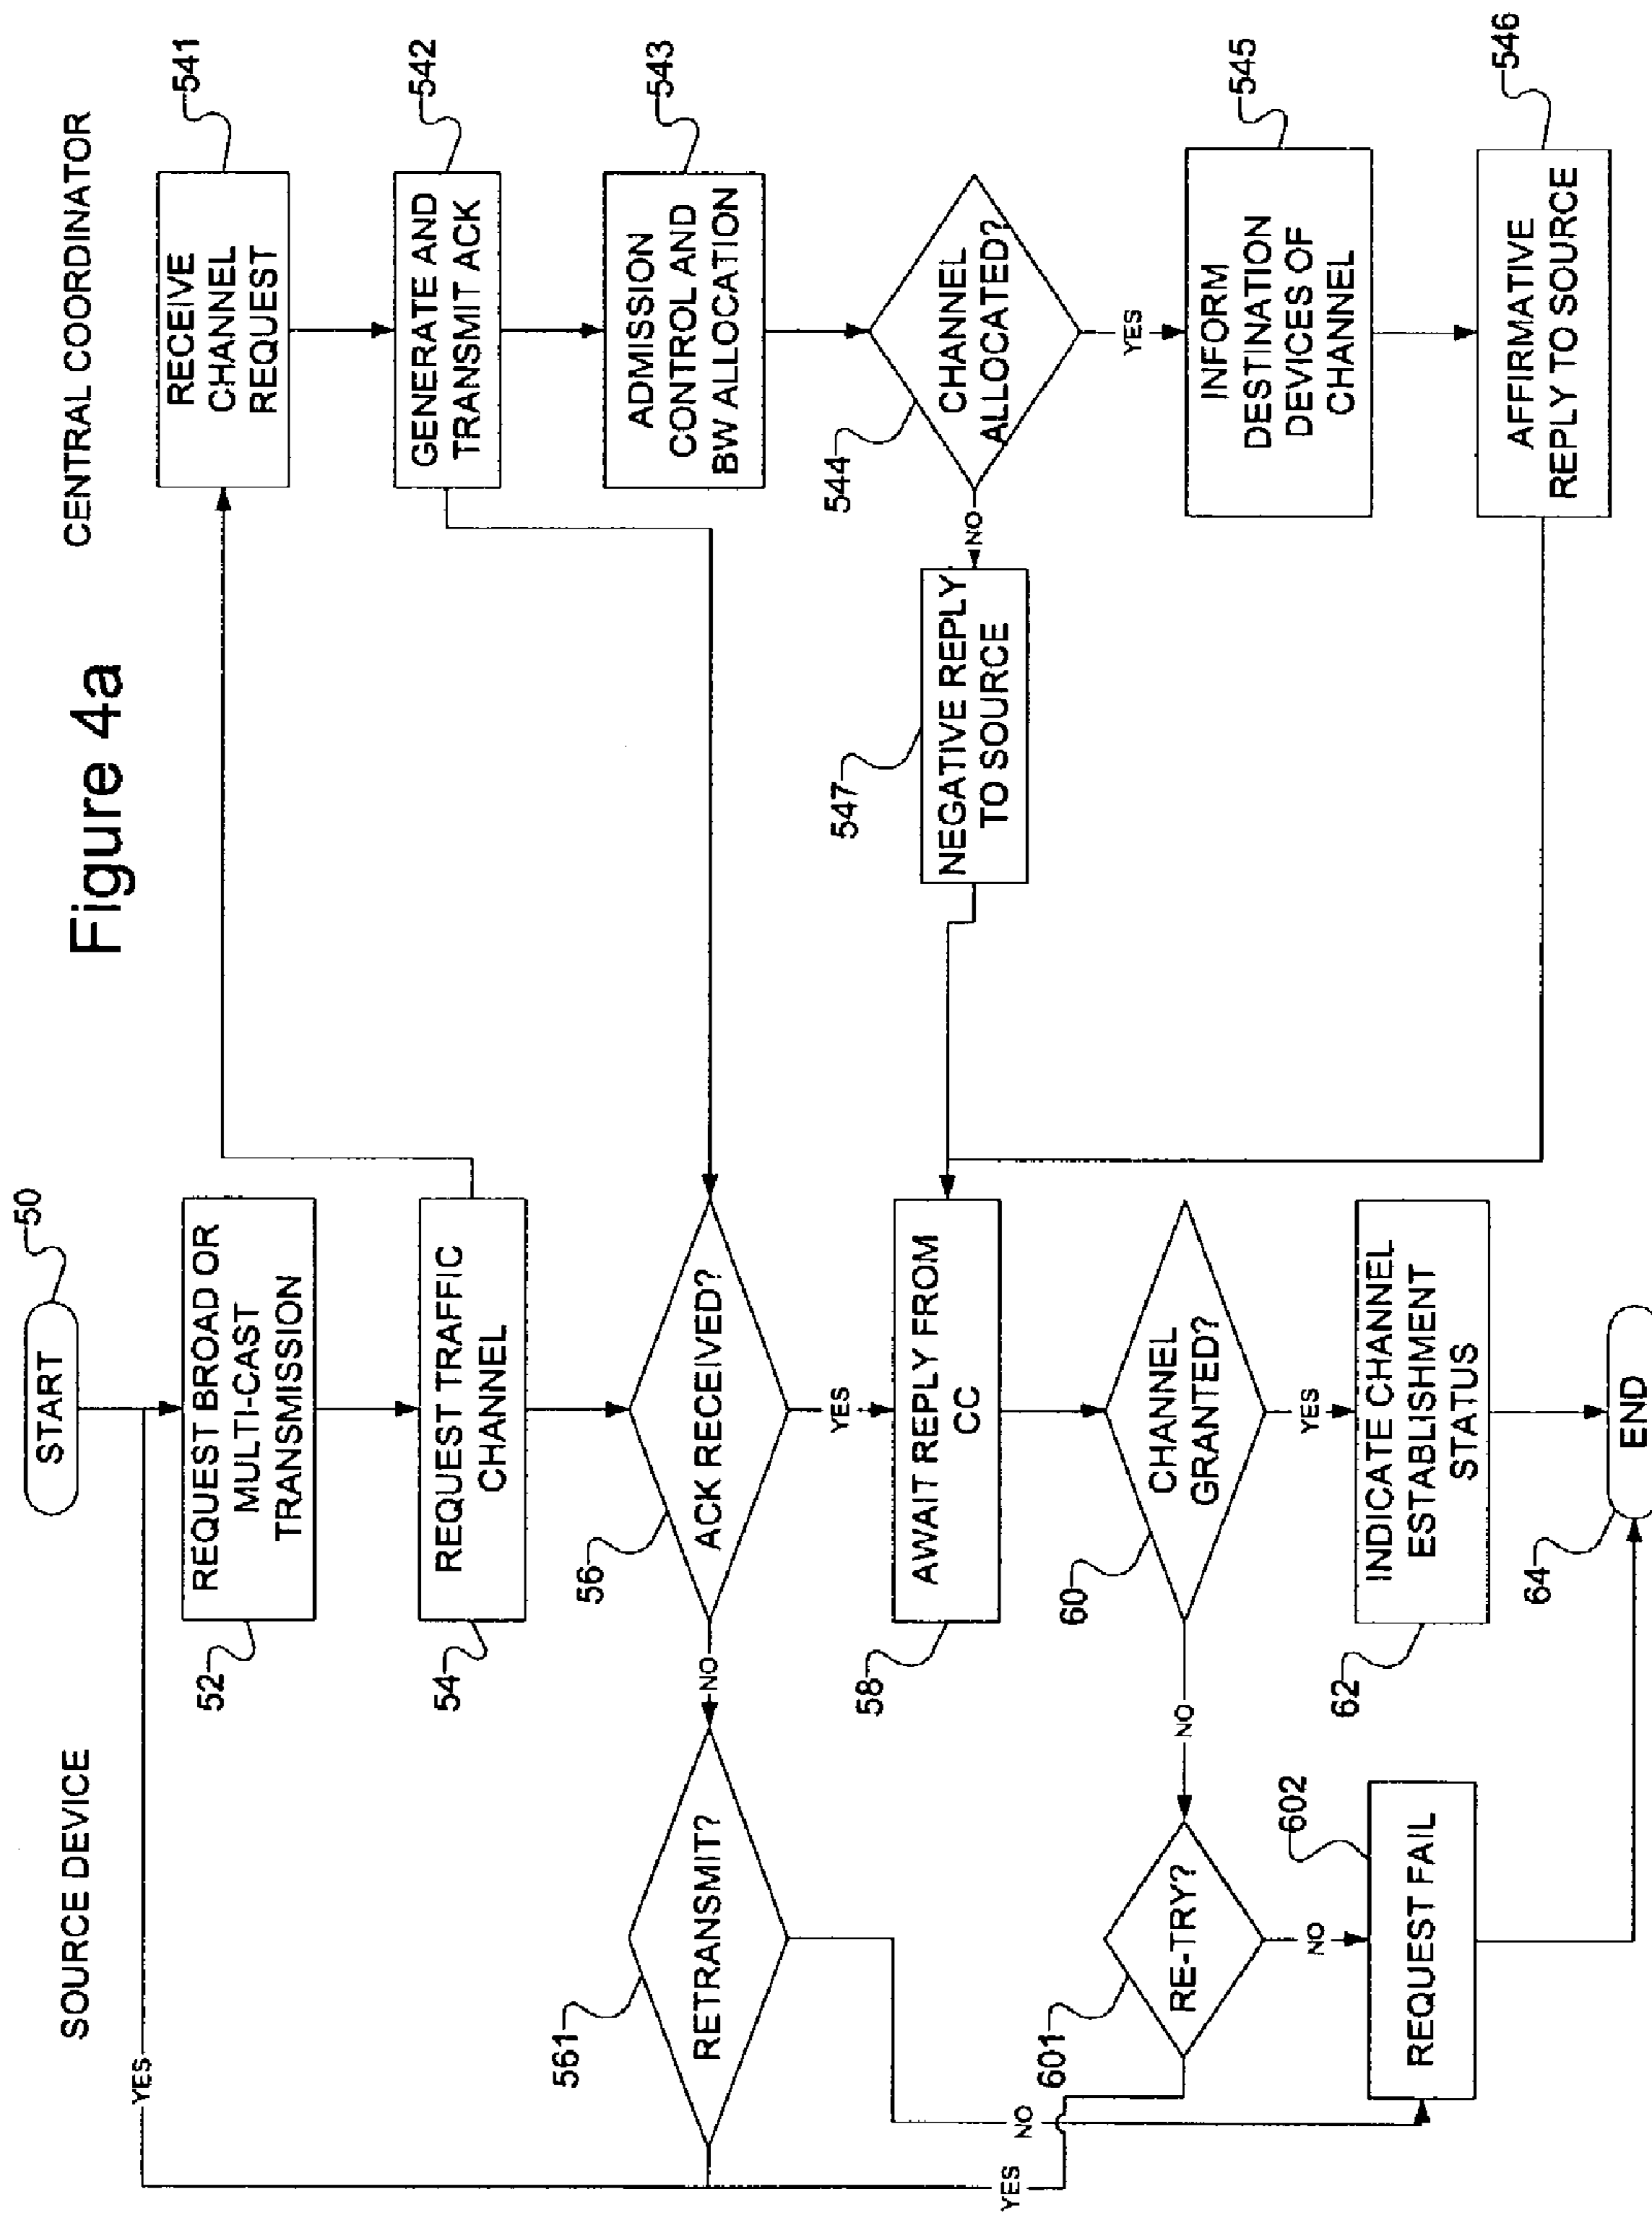 Figure 4a
SOURCE DEVICE
CENTRAL COORDINATOR
START
50
REQUEST BROAD OR
MULTI-CAST
TRANSMISSION
52
REQUEST TRAFFIC
CHANNEL
54
ACK RECEIVED?
56
NO
YES
RETRANSMIT?
561
YES
NO
AWAIT REPLY FROM
CC
58
CHANNEL
GRANTED?
60
NO
YES
RE-TRY?
601
YES
NO
REQUEST FAIL
602
INDICATE CHANNEL
ESTABLISHMENT
STATUS
62
END
64
RECEIVE
CHANNEL
REQUEST
541
GENERATE AND
TRANSMIT ACK
542
ADMISSION
CONTROL AND
BW ALLOCATION
543
CHANNEL
ALLOCATED?
544
NO
YES
NEGATIVE REPLY
TO SOURCE
547
INFORM
DESTINATION
DEVICES OF
CHANNEL
545
AFFIRMATIVE
REPLY TO SOURCE
546